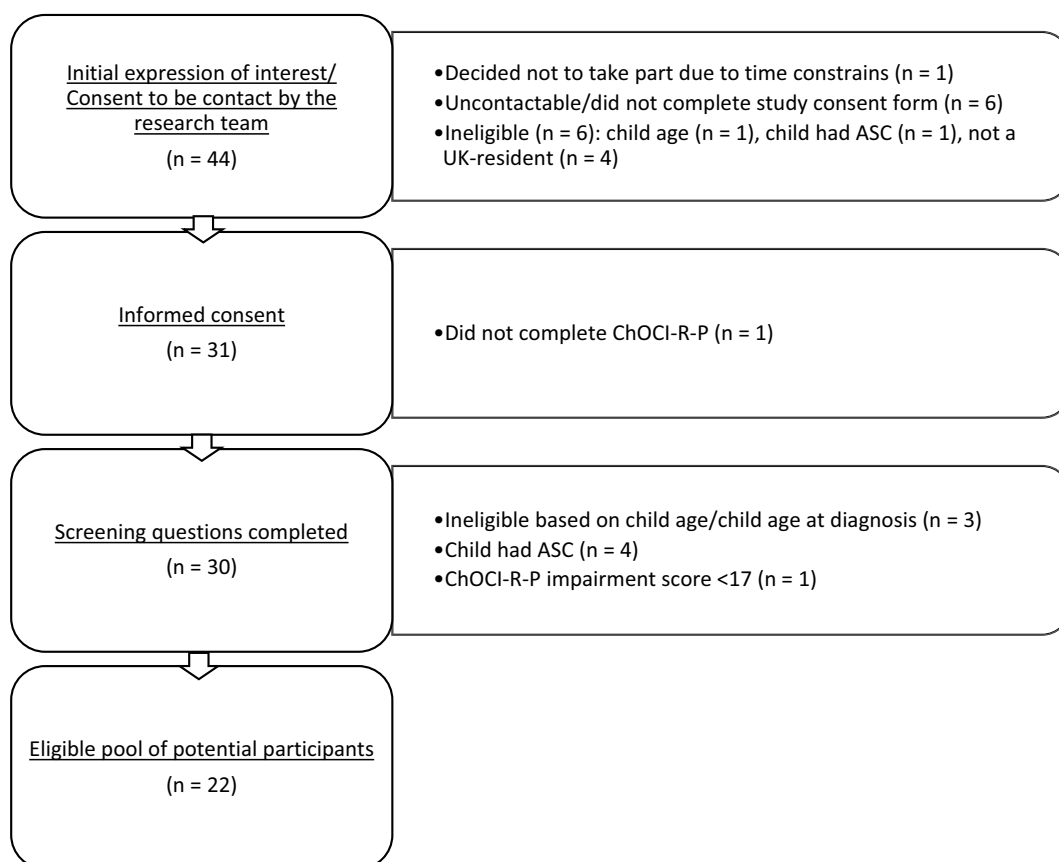 Initial expression of interest/
Consent to be contact by the
research team
(n = 44)
•Decided not to take part due to time constrains (n = 1)
•Uncontactable/did not complete study consent form (n = 6)
•Ineligible (n = 6): child age (n = 1), child had ASC (n = 1), not a
UK-resident (n = 4)
Informed consent
(n = 31)
•Did not complete ChOCI-R-P (n = 1)
Screening questions completed
(n = 30)
•Ineligible based on child age/child age at diagnosis (n = 3)
•Child had ASC (n = 4)
•ChOCI-R-P impairment score <17 (n = 1)
Eligible pool of potential participants
(n = 22)